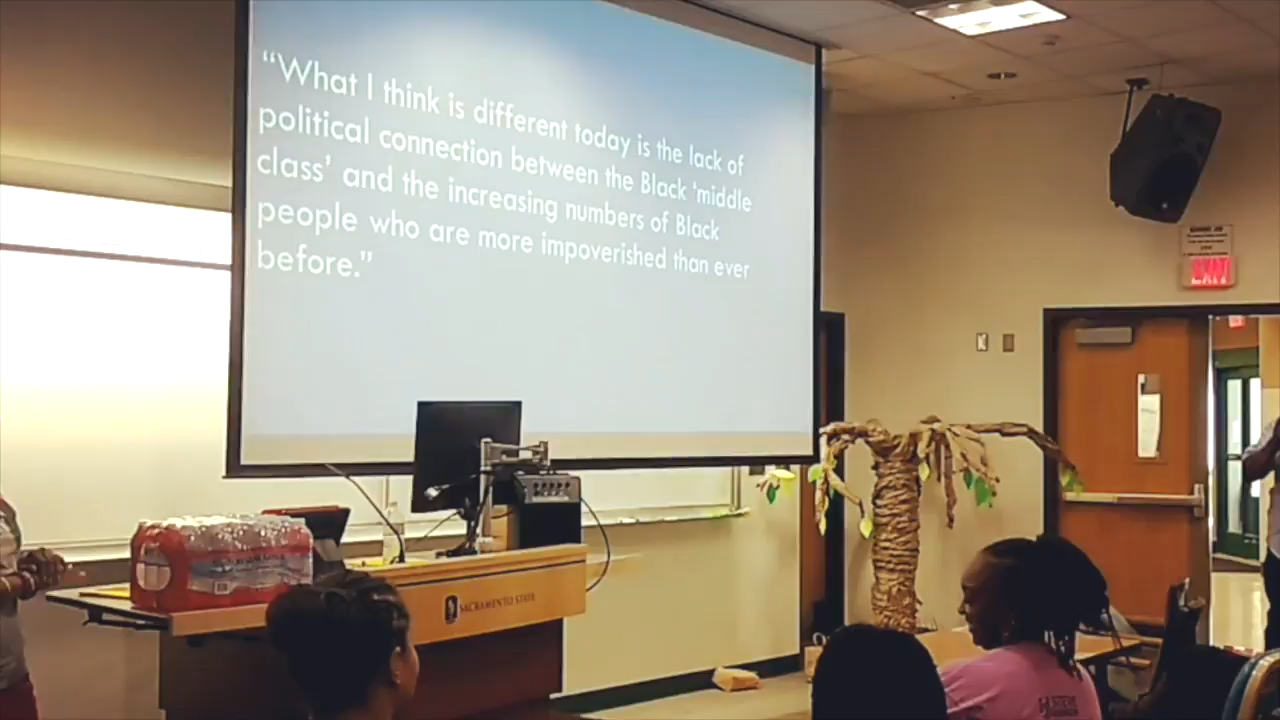 “What I think is different today is the lack of
political connection between the Black ‘middle
class’ and the increasing numbers of Black
people who are more impoverished than ever
before.”
SACRAMENTO STATE